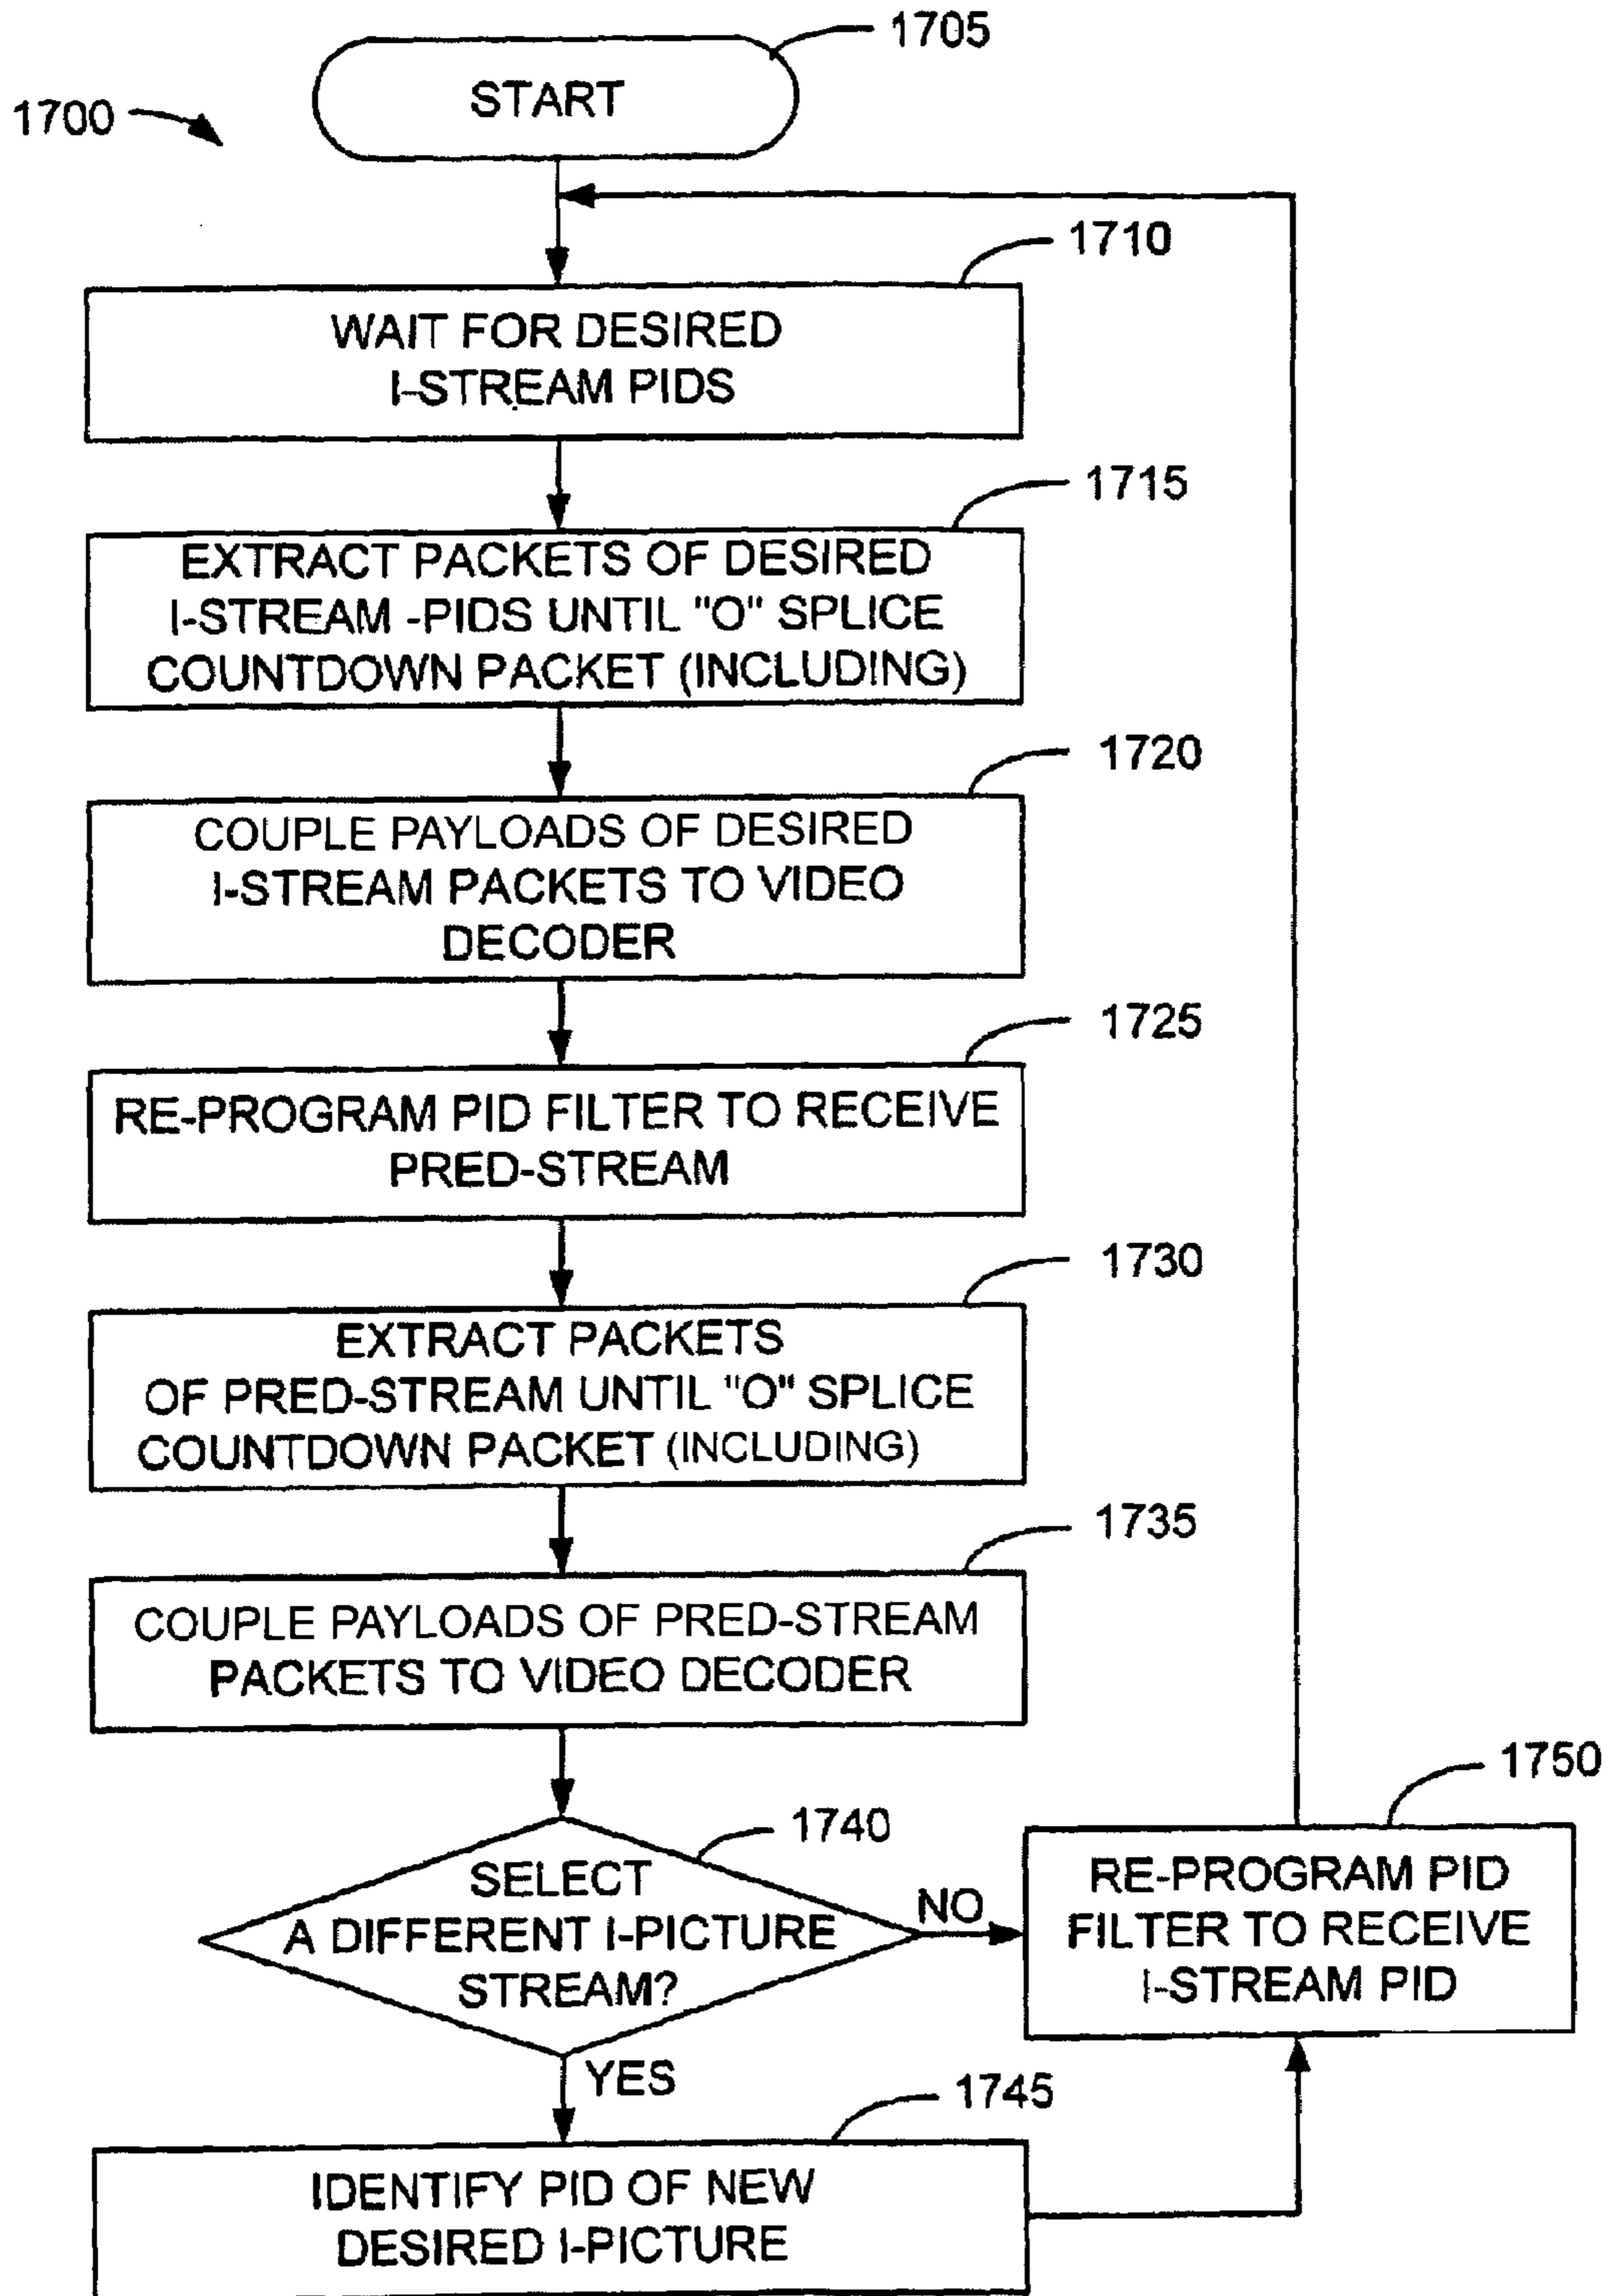 1705
START
1700
1710
WAIT FOR DESIRED
I-STREAM PIDS
1715
EXTRACT PACKETS OF DESIRED
I-STREAM -PIDS UNTIL "O" SPLICE
COUNTDOWN PACKET (INCLUDING)
1720
COUPLE PAYLOADS OF DESIRED
I-STREAM PACKETS TO VIDEO
DECODER
1725
RE-PROGRAM PID FILTER TO RECEIVE
PRED-STREAM
1730
EXTRACT PACKETS
OF PRED-STREAM UNTIL "O" SPLICE
COUNTDOWN PACKET (INCLUDING)
1735
COUPLE PAYLOADS OF PRED-STREAM
PACKETS TO VIDEO DECODER
1740
SELECT
A DIFFERENT I-PICTURE
STREAM?
NO
1750
RE-PROGRAM PID
FILTER TO RECEIVE
I-STREAM PID
YES
1745
IDENTIFY PID OF NEW
DESIRED I-PICTURE